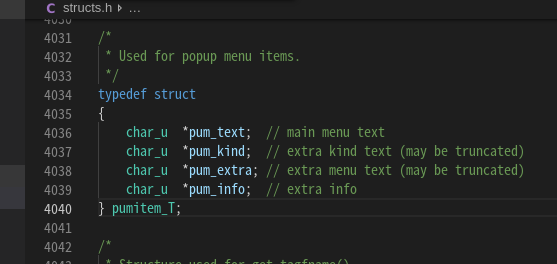 C structs.h ▸ ...
4030
4031 /*
4032  * Used for popup menu items.
4033  */
4034 typedef struct
4035 {
4036     char_u  *pum_text;  // main menu text
4037     char_u  *pum_kind;  // extra kind text (may be truncated)
4038     char_u  *pum_extra; // extra menu text (may be truncated)
4039     char_u  *pum_info;  // extra info
4040 } pumitem_T;
4041
4042 /*
4043  * Structure used for get_tagfname().